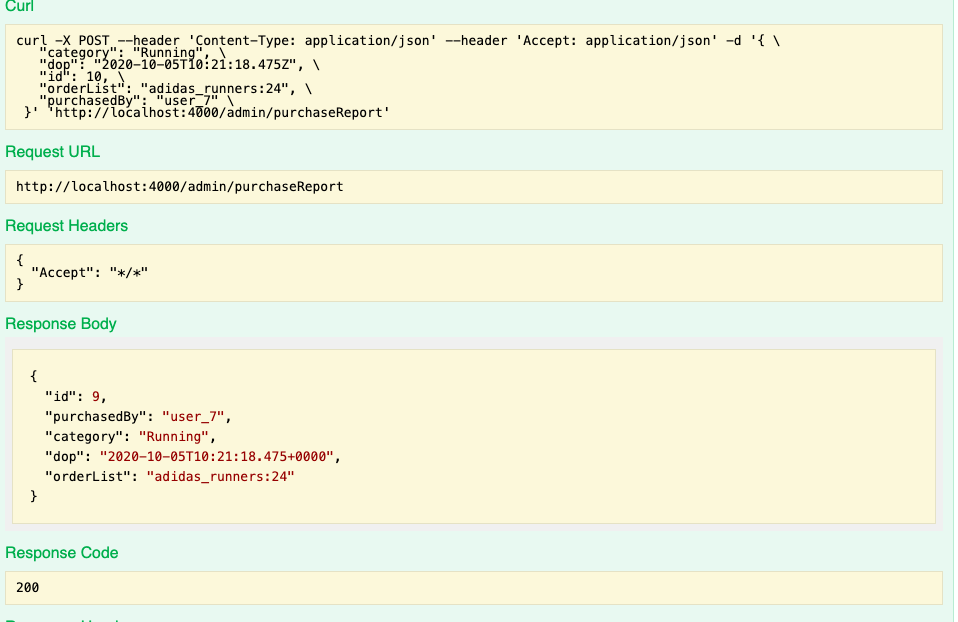 Curl
curl -X POST --header 'Content-Type: application/json' --header 'Accept: application/json' -d '{ \
   "category": "Running", \
   "dop": "2020-10-05T10:21:18.475Z", \
   "id": 10, \
   "orderList": "adidas_runners:24", \
   "purchasedBy": "user_7" \
 }' 'http://localhost:4000/admin/purchaseReport'
Request URL
http://localhost:4000/admin/purchaseReport
Request Headers
{
  "Accept": "*/*"
}
Response Body
{
  "id": 9,
  "purchasedBy": "user_7",
  "category": "Running",
  "dop": "2020-10-05T10:21:18.475+0000",
  "orderList": "adidas_runners:24"
}
Response Code
200